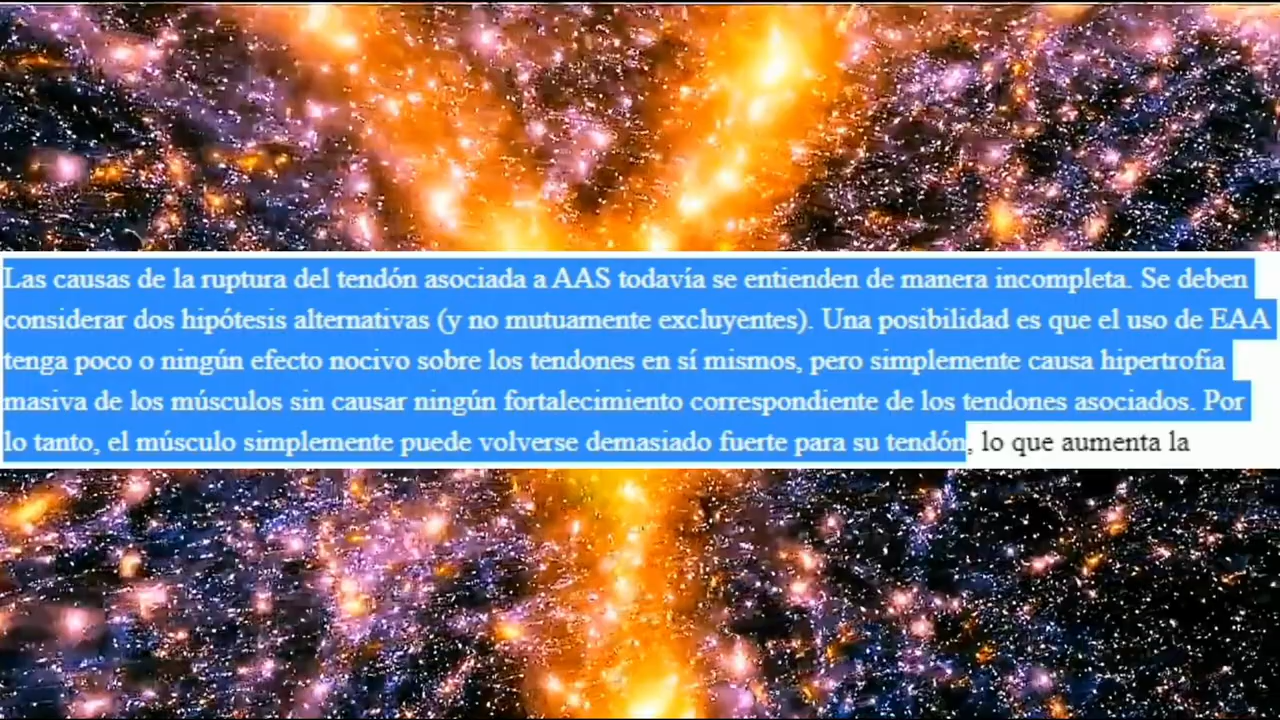 Las causas de la ruptura del tendón asociada a AAS todavía se entienden de manera incompleta. Se deben
considerar dos hipótesis alternativas (y no mutuamente excluyentes). Una posibilidad es que el uso de EAA
tenga poco o ningún efecto nocivo sobre los tendones en sí mismos, pero simplemente causa hipertrofia
masiva de los músculos sin causar ningún fortalecimiento correspondiente de los tendones asociados. Por
lo tanto, el músculo simplemente puede volverse demasiado fuerte para su tendón, lo que aumenta la